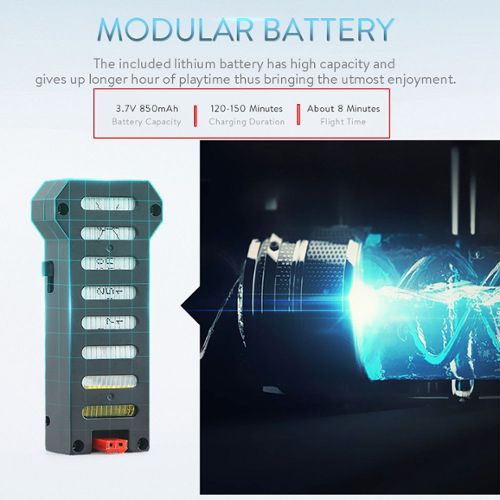 MODULAR BATTERY
The included lithium battery has high capacity and
gives up longer hour of playtime thus bringing the utmost enjoyment.
3.7V 850mAh 120-150 Minutes About 8 Minutes
Battery Capacity Charging Duration Flight Time